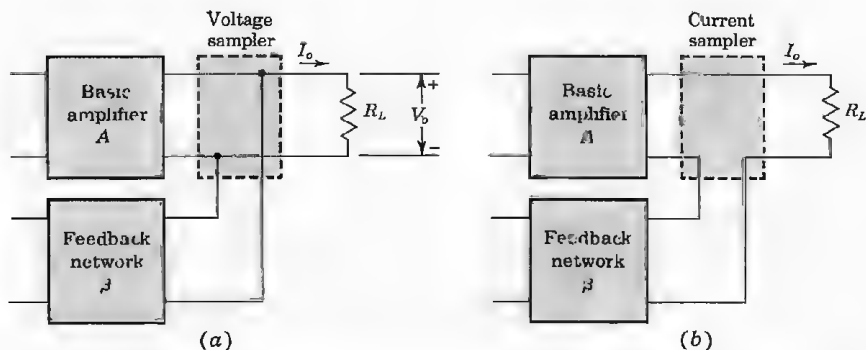 Voltage
sampler
Basic
amplifier
A
I_o
+
V_o
−
R_L
Feedback
network
β
(a)
Current
sampler
Basic
amplifier
A
I_o
R_L
Feedback
network
β
(b)